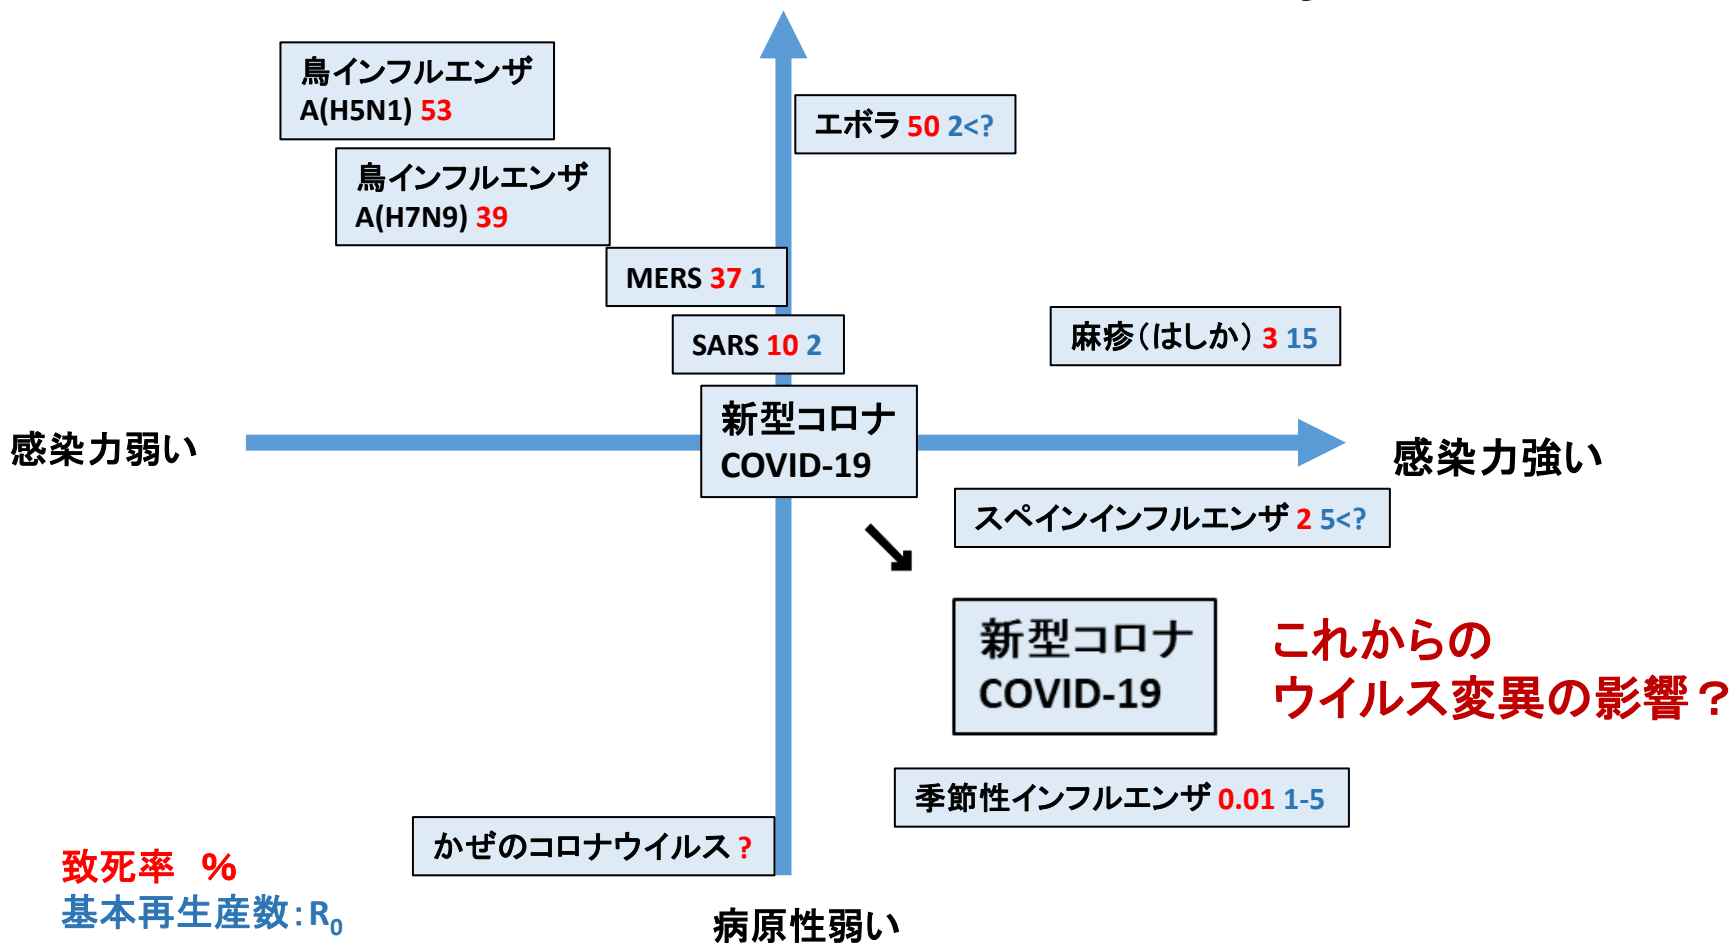 鳥インフルエンザ
A(H5N1) 53
エボラ 50 2<?
鳥インフルエンザ
A(H7N9) 39
MERS 37 1
SARS 10 2
麻疹（はしか） 3 15
新型コロナ
COVID-19
感染力弱い
感染力強い
スペインインフルエンザ 2 5<?
新型コロナ
COVID-19
これからの
ウイルス変異の影響？
季節性インフルエンザ 0.01 1-5
かぜのコロナウイルス ?
致死率　%
基本再生産数：R₀
病原性弱い